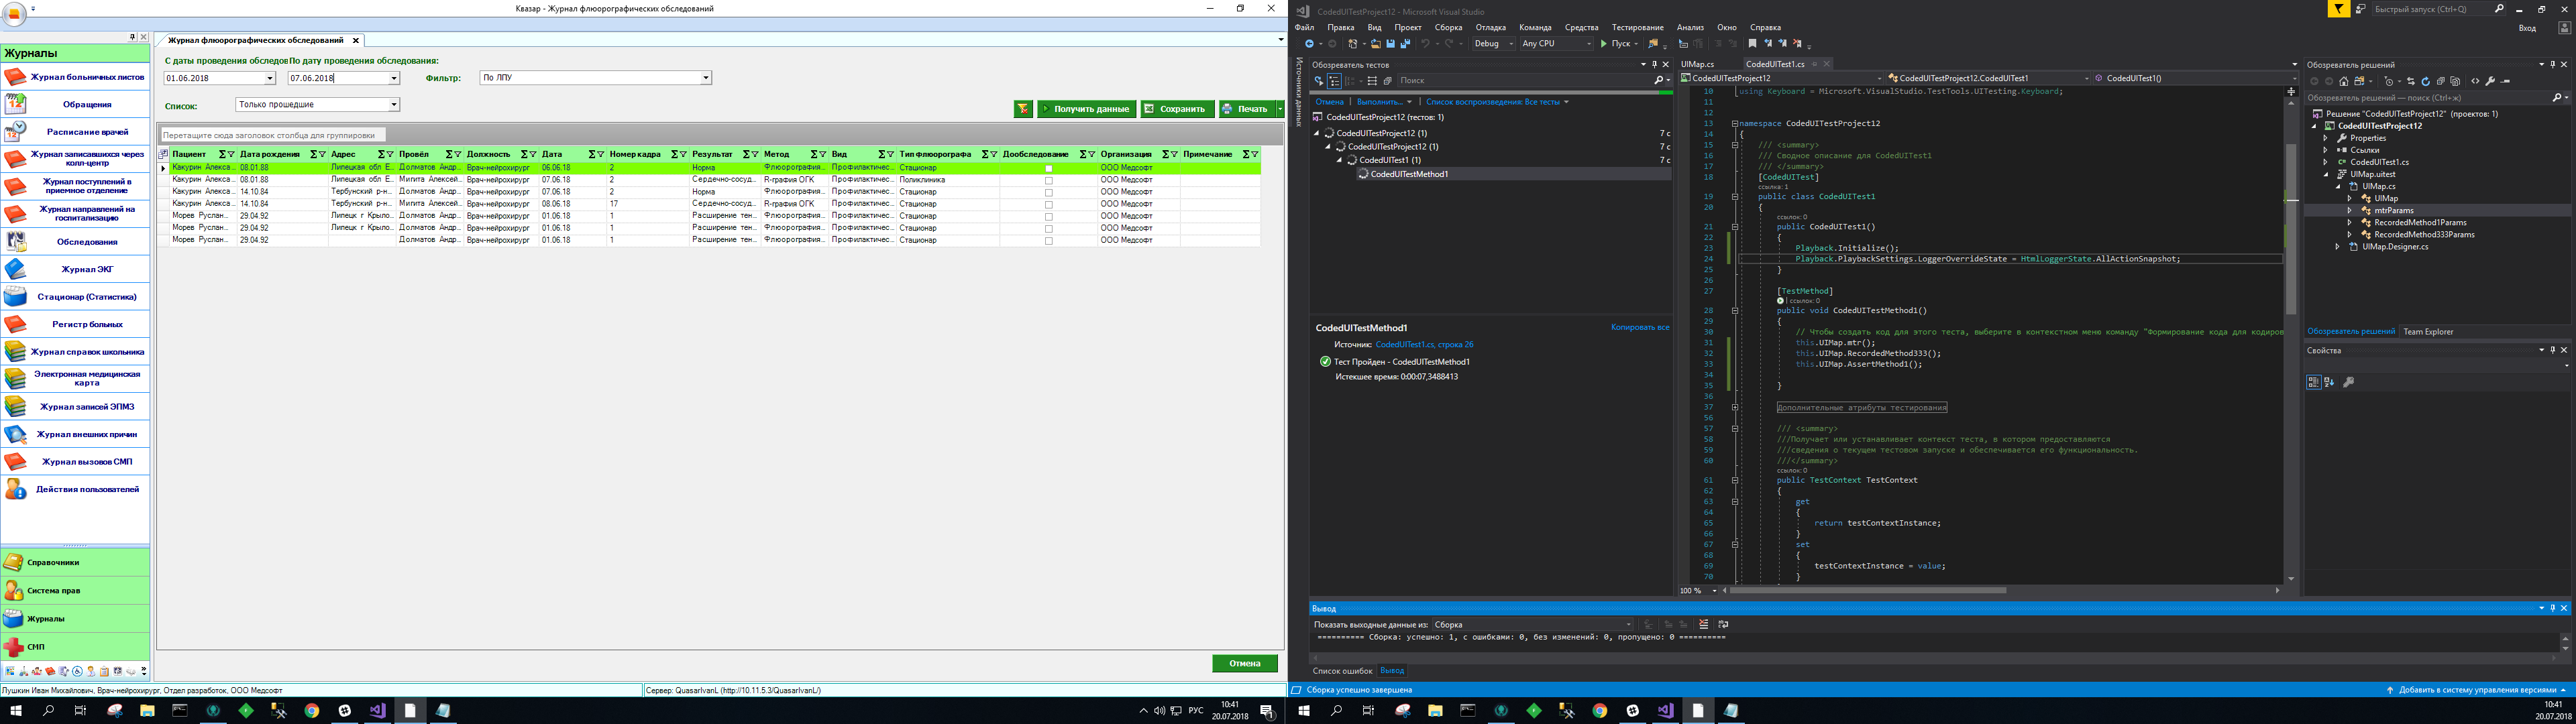 Квазар - Журнал флюорографических обследований
Журналы
Журнал больничных листов
Обращения
Расписание врачей
Журнал записавшихся через колл-центр
Журнал поступлений в приемное отделение
Журнал направлений на госпитализацию
Обследования
Журнал ЭКГ
Стационар (Статистика)
Регистр больных
Журнал справок школьника
Электронная медицинская карта
Журнал записей ЭПМЗ
Журнал внешних причин
Журнал вызовов СМП
Действия пользователей
Справочники
Система прав
Журналы
СМП
Журнал флюорографических обследований
С даты проведения обследов По дату проведения обследования:
01.06.2018 07.06.2018 Фильтр: По ЛПУ
Список: Только прошедшие
Получить данные Сохранить Печать
Перетащите сюда заголовок столбца для группировки
Пациент Дата рождения Адрес Провёл Должность Дата Номер кадра Результат Метод Вид Тип флюорографа Дообследование Организация Примечание
Какурин Алекса... 08.01.88 Липецкая обл Е... Долматов Андр... Врач-нейрохирург 06.06.18 2 Норма Флюорография... Профилактичес... Стационар ООО Медсофт
Какурин Алекса... 08.01.88 Липецкая обл Е... Мигита Алексей... Врач-нейрохирург 07.06.18 2 Сердечно-сосуд... R-графия ОГК Профилактичес... Поликлиника ООО Медсофт
Какурин Алекса... 14.10.84 Тербунский р-н... Долматов Андр... Врач-нейрохирург 07.06.18 2 Норма Флюорография... Профилактичес... Стационар ООО Медсофт
Какурин Алекса... 14.10.84 Тербунский р-н... Мигита Алексей... Врач-нейрохирург 08.06.18 17 Сердечно-сосуд... R-графия ОГК Профилактичес... Стационар ООО Медсофт
Морев Руслан... 29.04.92 Липецк г Крыло... Долматов Андр... Врач-нейрохирург 01.06.18 1 Расширение тен... Флюорография... Профилактичес... Стационар ООО Медсофт
Морев Руслан... 29.04.92 Липецк г Крыло... Долматов Андр... Врач-нейрохирург 01.06.18 1 Расширение тен... Флюорография... Профилактичес... Стационар ООО Медсофт
Морев Руслан... 29.04.92 Долматов Андр... Врач-нейрохирург 01.06.18 1 Расширение тен... Флюорография... Профилактичес... Стационар ООО Медсофт
Отмена
Лушкин Иван Михайлович, Врач-нейрохирург, Отдел разработок, ООО Медсофт
Сервер: QuasarIvanL (http://10.11.5.3/QuasarIvanL/)
РУС 10:41
20.07.2018
CodedUITestProject12 - Microsoft Visual Studio
Быстрый запуск (Ctrl+Q)
Файл Правка Вид Проект Сборка Отладка Команда Средства Тестирование Анализ Окно Справка
Вход
Debug Any CPU Пуск
Источники данных
Обозреватель тестов
Поиск
Отмена | Выполнить... | Список воспроизведения: Все тесты
CodedUITestProject12 (тестов: 1)
CodedUITestProject12 (1) 7 с
CodedUITestProject12 (1) 7 с
CodedUITest1 (1) 7 с
CodedUITestMethod1
CodedUITestMethod1
Копировать все
Источник: CodedUITest1.cs, строка 26
Тест Пройден - CodedUITestMethod1
Истекшее время: 0:00:07,3488413
UIMap.cs CodedUITest1.cs
CodedUITestProject12 CodedUITestProject12.CodedUITest1 CodedUITest1()
10 using Keyboard = Microsoft.VisualStudio.TestTools.UITesting.Keyboard;
11
12
13 namespace CodedUITestProject12
14 {
15 /// <summary>
16 /// Сводное описание для CodedUITest1
17 /// </summary>
18 [CodedUITest]
ссылка: 1
19 public class CodedUITest1
20 {
ссылок: 0
21 public CodedUITest1()
22 {
23 Playback.Initialize();
24 Playback.PlaybackSettings.LoggerOverrideState = HtmlLoggerState.AllActionSnapshot;
25 }
26
27 [TestMethod]
| ссылок: 0
28 public void CodedUITestMethod1()
29 {
30 // Чтобы создать код для этого теста, выберите в контекстном меню команду "Формирование кода для кодиров
31 this.UIMap.mtr();
32 this.UIMap.RecordedMethod333();
33 this.UIMap.AssertMethod1();
34
35 }
36
37 Дополнительные атрибуты тестирования
56
57 /// <summary>
58 ///Получает или устанавливает контекст теста, в котором предоставляются
59 ///сведения о текущем тестовом запуске и обеспечивается его функциональность.
60 ///</summary>
ссылок: 0
61 public TestContext TestContext
62 {
63 get
64 {
65 return testContextInstance;
66 }
67 set
68 {
69 testContextInstance = value;
70 }
100 %
Обозреватель решений
Обозреватель решений — поиск (Ctrl+ж)
Решение "CodedUITestProject12" (проектов: 1)
CodedUITestProject12
Properties
Ссылки
CodedUITest1.cs
UIMap.uitest
UIMap.cs
UIMap
mtrParams
RecordedMethod1Params
RecordedMethod333Params
UIMap.Designer.cs
Обозреватель решений Team Explorer
Свойства
Вывод
Показать выходные данные из: Сборка
========== Сборка: успешно: 1, с ошибками: 0, без изменений: 0, пропущено: 0 ==========
Список ошибок Вывод
Сборка успешно завершена
Добавить в систему управления версиями
10:41
20.07.2018